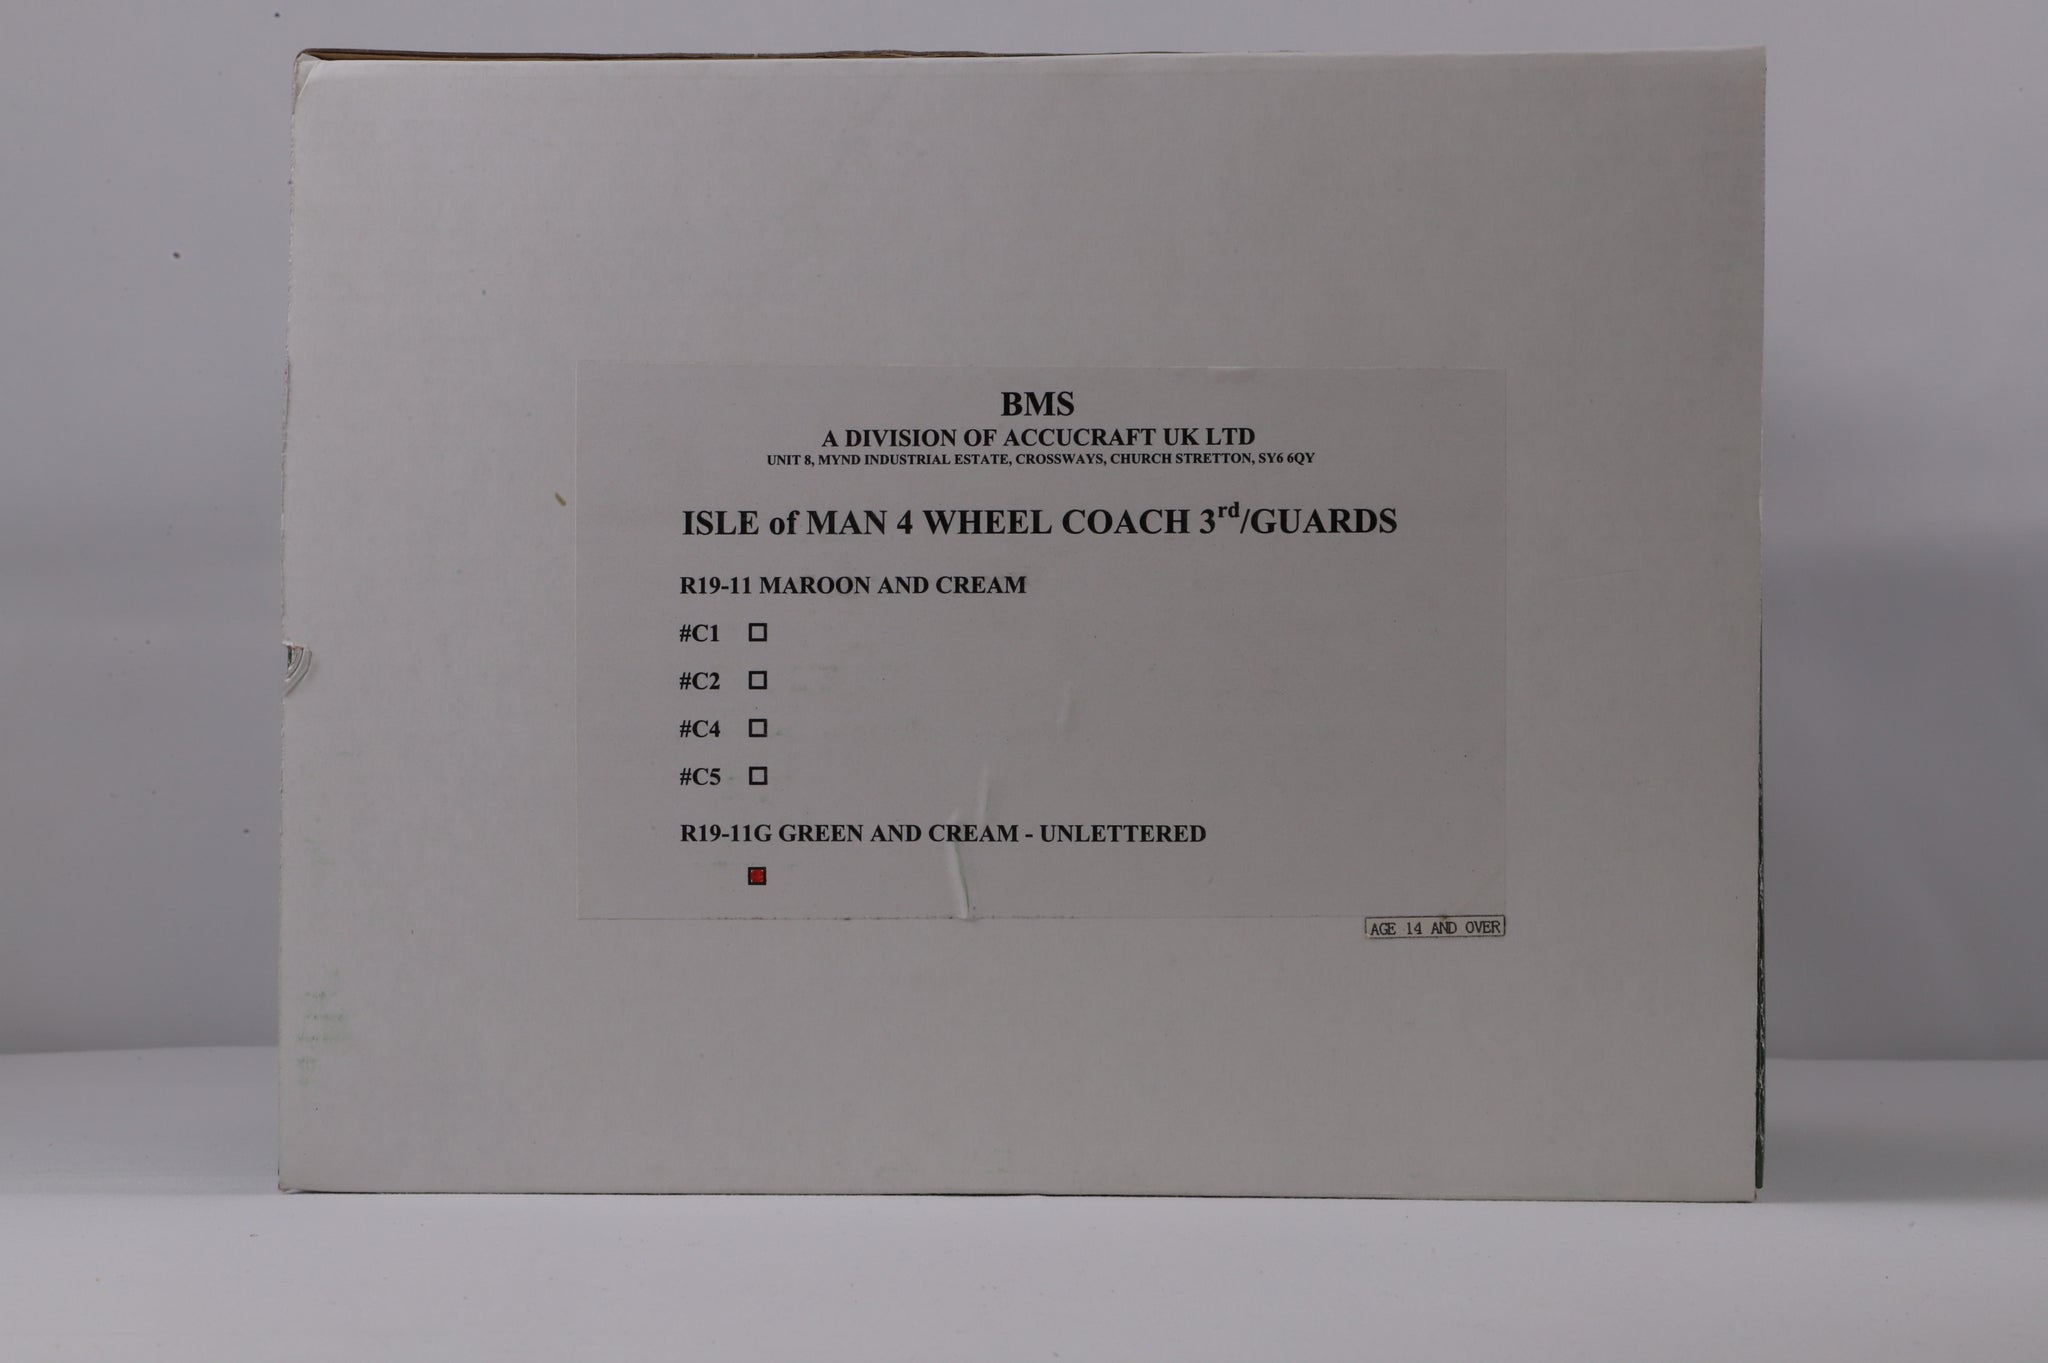 BMS
A DIVISION OF ACCUCRAFT UK LTD
UNIT 8, MYND INDUSTRIAL ESTATE, CROSSWAYS, CHURCH STRETTON, SY6 6QY
ISLE of MAN 4 WHEEL COACH 3rd/GUARDS
R19-11 MAROON AND CREAM
#C1 ☐
#C2 ☐
#C4 ☐
#C5 ☐
R19-11G GREEN AND CREAM - UNLETTERED
AGE 14 AND OVER